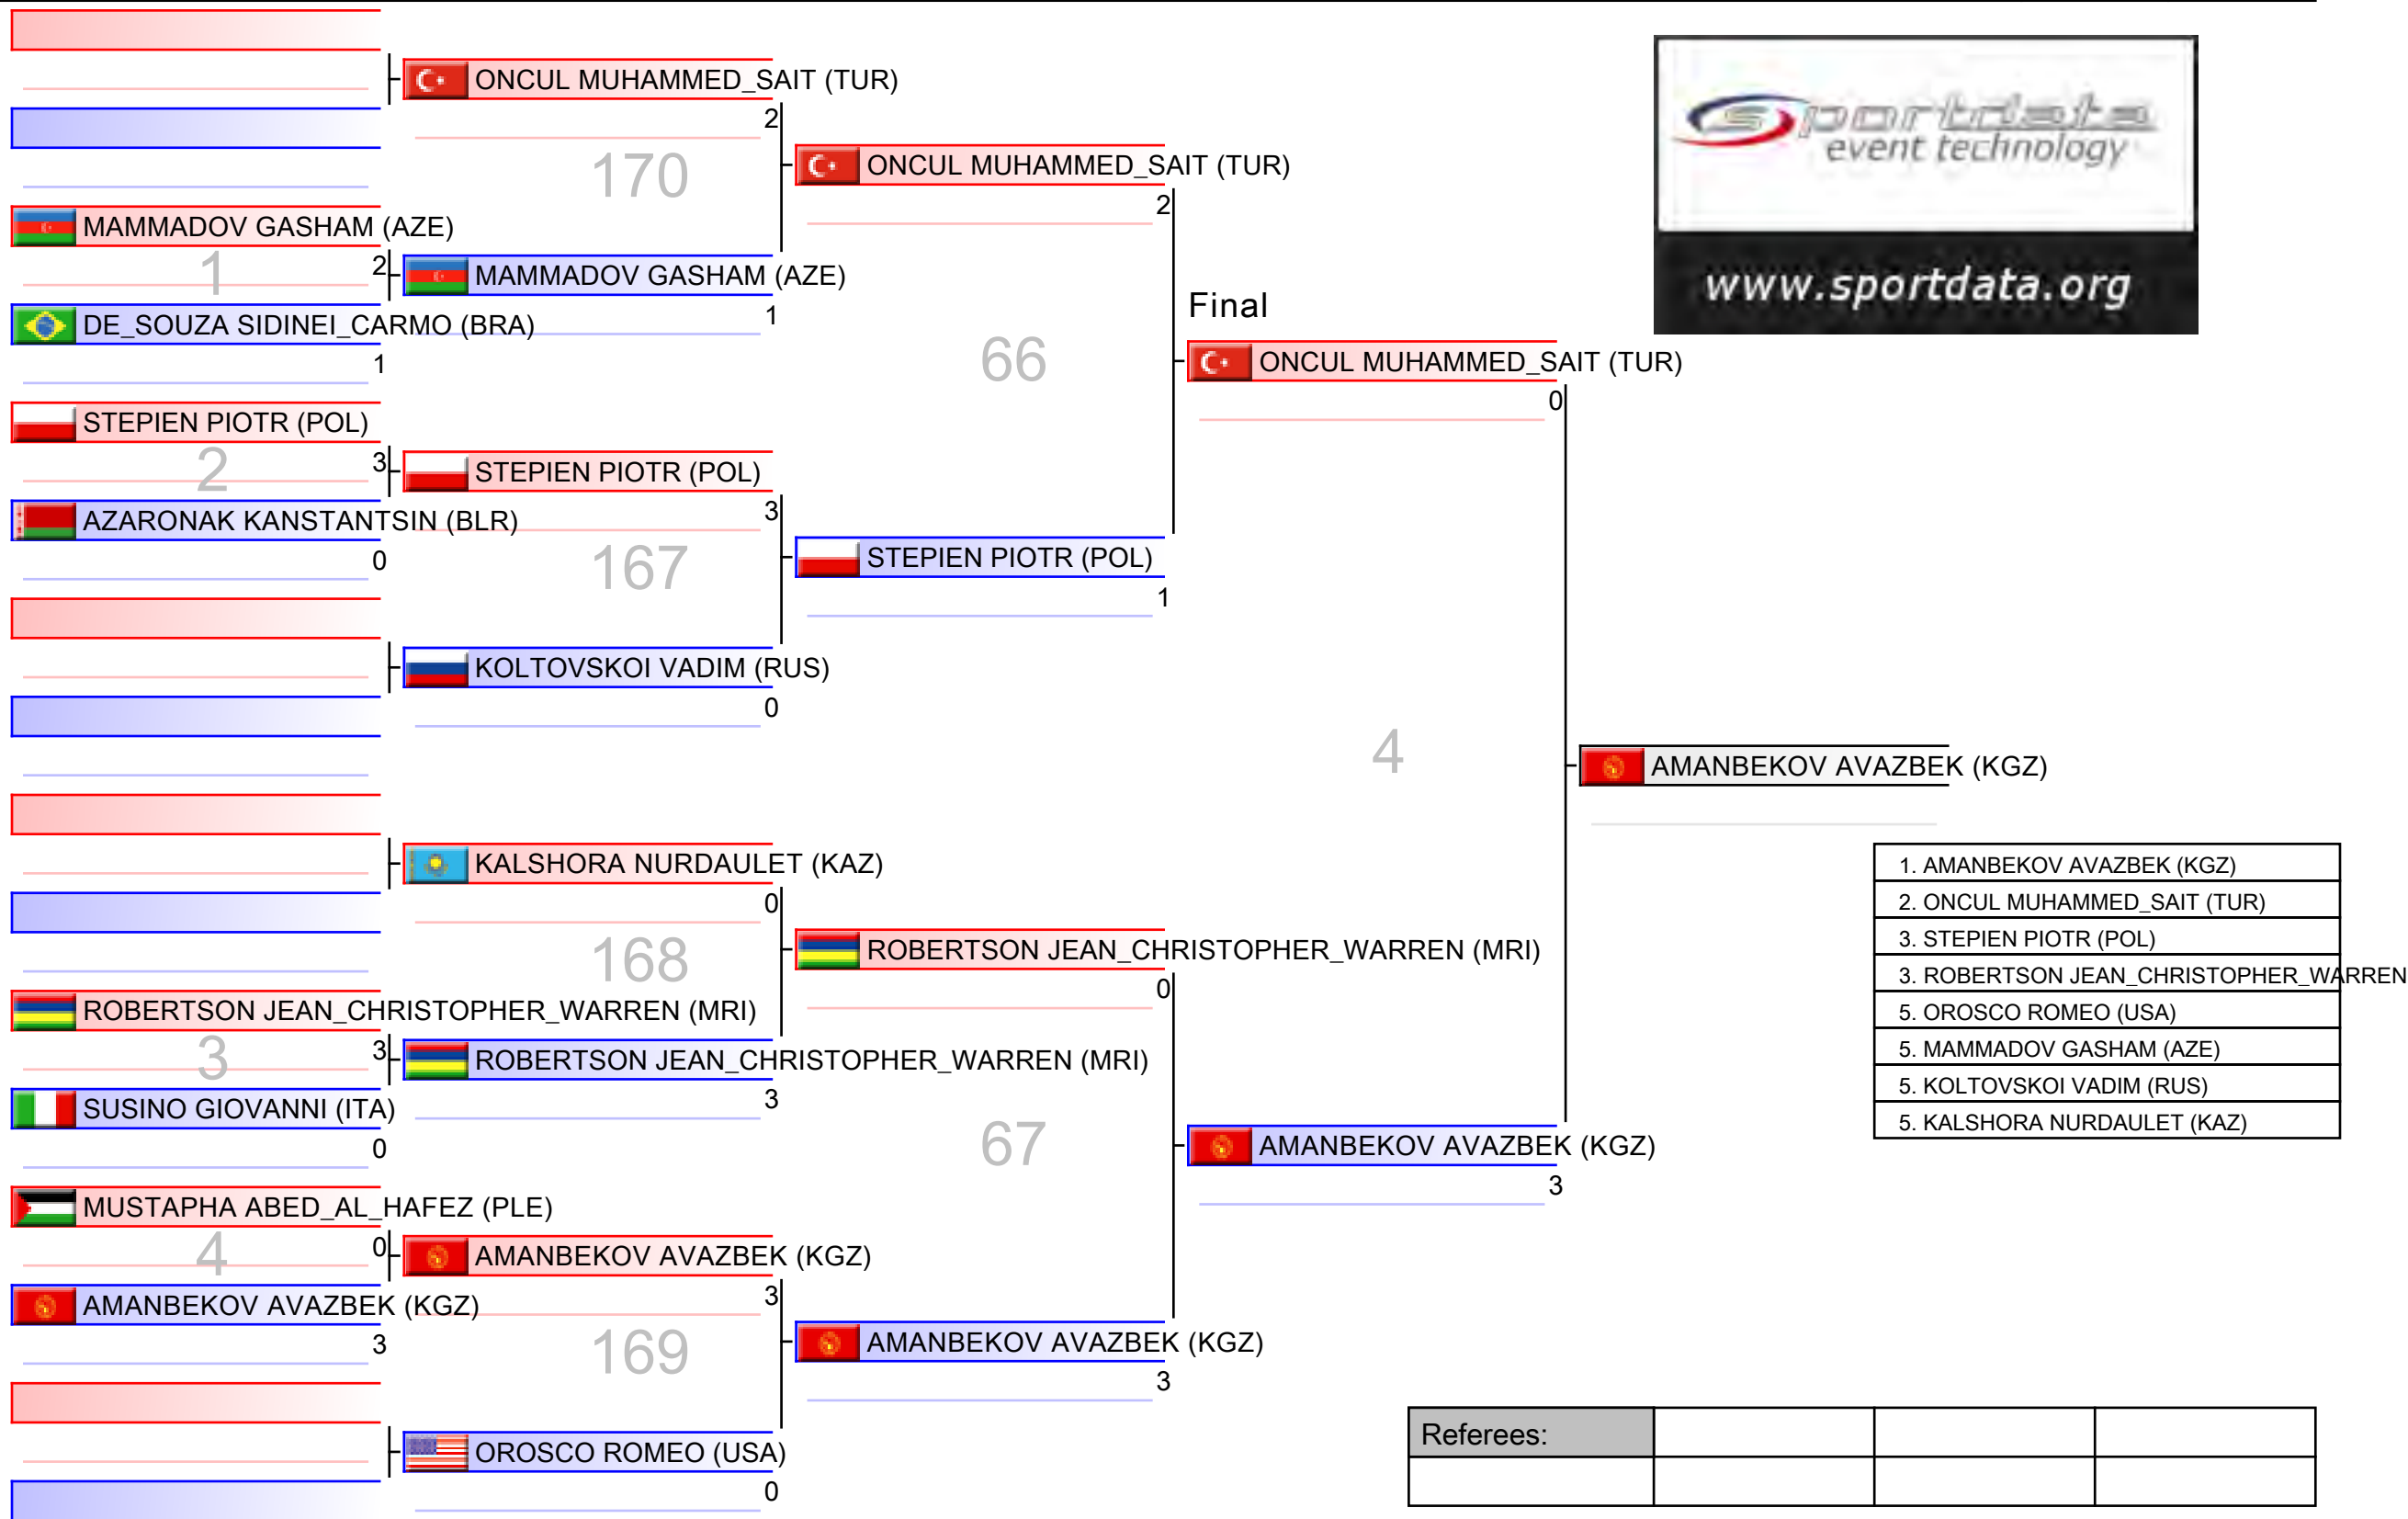 ONCUL MUHAMMED_SAIT (TUR)
2
170
ONCUL MUHAMMED_SAIT (TUR)
2
MAMMADOV GASHAM (AZE)
1
2
MAMMADOV GASHAM (AZE)
1
DE_SOUZA SIDINEI_CARMO (BRA)
1
66
Final
ONCUL MUHAMMED_SAIT (TUR)
0
STEPIEN PIOTR (POL)
2
3
STEPIEN PIOTR (POL)
3
AZARONAK KANSTANTSIN (BLR)
0
167
STEPIEN PIOTR (POL)
1
KOLTOVSKOI VADIM (RUS)
0
4
AMANBEKOV AVAZBEK (KGZ)
KALSHORA NURDAULET (KAZ)
0
168
ROBERTSON JEAN_CHRISTOPHER_WARREN (MRI)
0
ROBERTSON JEAN_CHRISTOPHER_WARREN (MRI)
3
3
ROBERTSON JEAN_CHRISTOPHER_WARREN (MRI)
3
SUSINO GIOVANNI (ITA)
0
67
AMANBEKOV AVAZBEK (KGZ)
3
MUSTAPHA ABED_AL_HAFEZ (PLE)
4
0
AMANBEKOV AVAZBEK (KGZ)
3
AMANBEKOV AVAZBEK (KGZ)
3
169
AMANBEKOV AVAZBEK (KGZ)
3
OROSCO ROMEO (USA)
0
sportdata
event technology
www.sportdata.org
1. AMANBEKOV AVAZBEK (KGZ)
2. ONCUL MUHAMMED_SAIT (TUR)
3. STEPIEN PIOTR (POL)
3. ROBERTSON JEAN_CHRISTOPHER_WARREN
5. OROSCO ROMEO (USA)
5. MAMMADOV GASHAM (AZE)
5. KOLTOVSKOI VADIM (RUS)
5. KALSHORA NURDAULET (KAZ)
Referees: